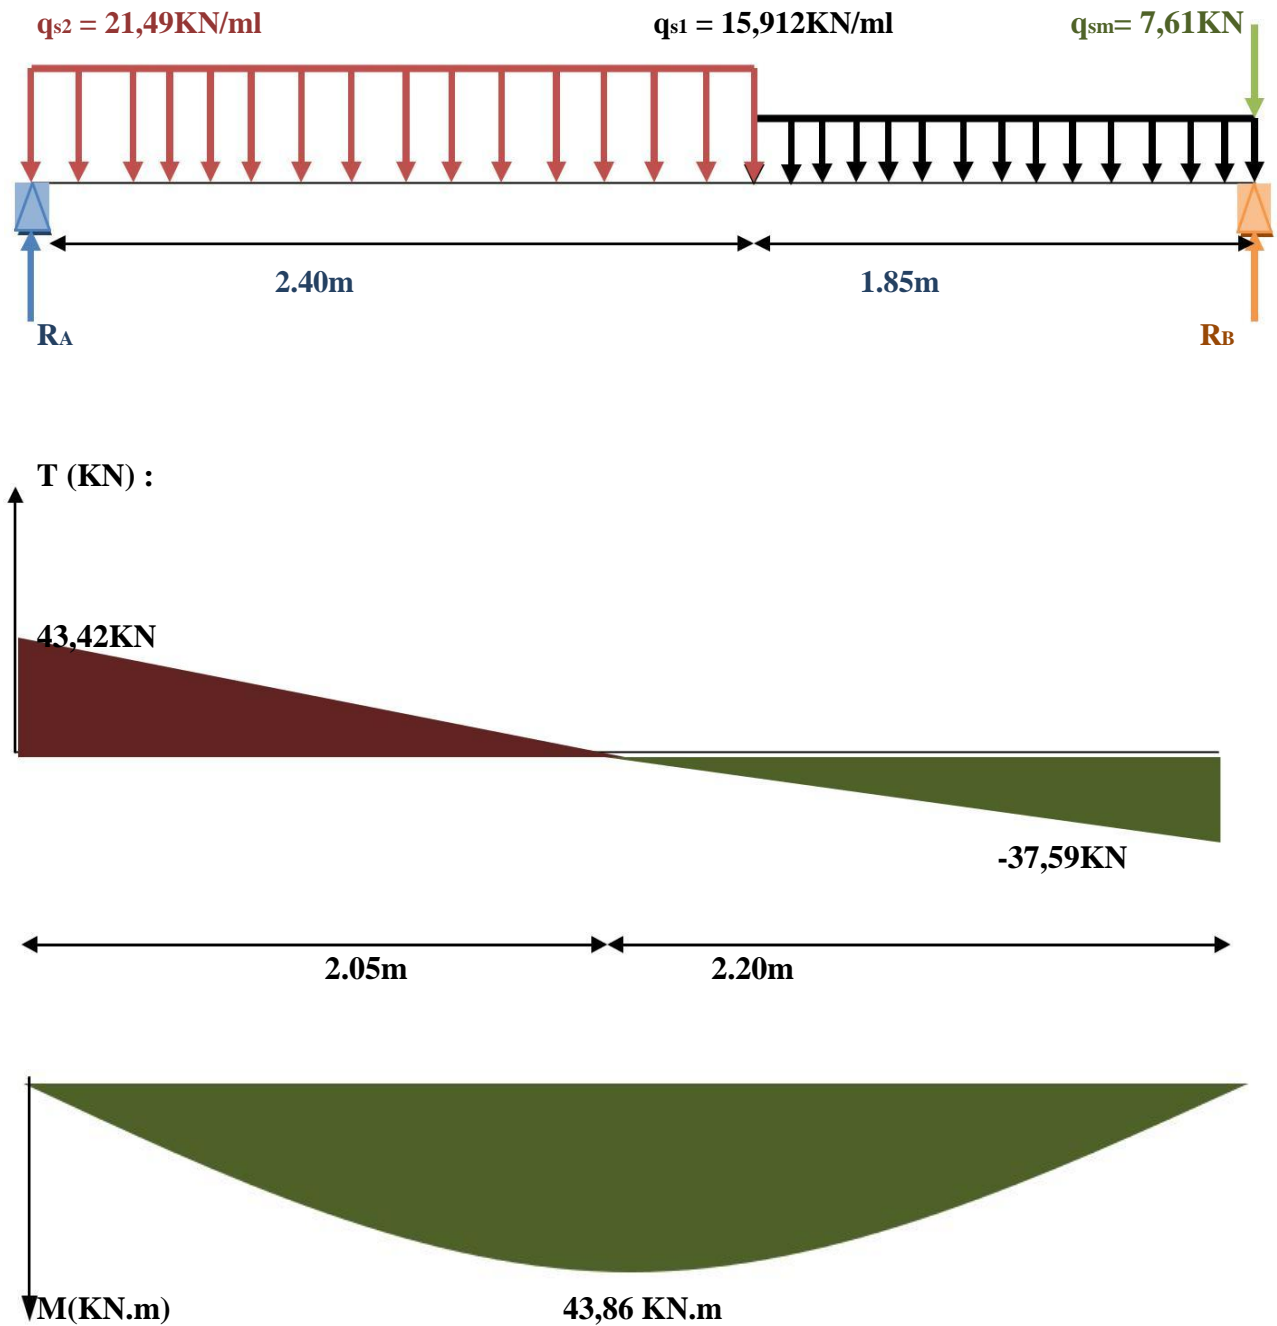 qs2 = 21,49KN/ml qs1 = 15,912KN/ml qsm= 7,61KN
2.40m 1.85m
RA RB
T (KN) :
43,42KN
-37,59KN
2.05m 2.20m
M(KN.m) 43,86 KN.m